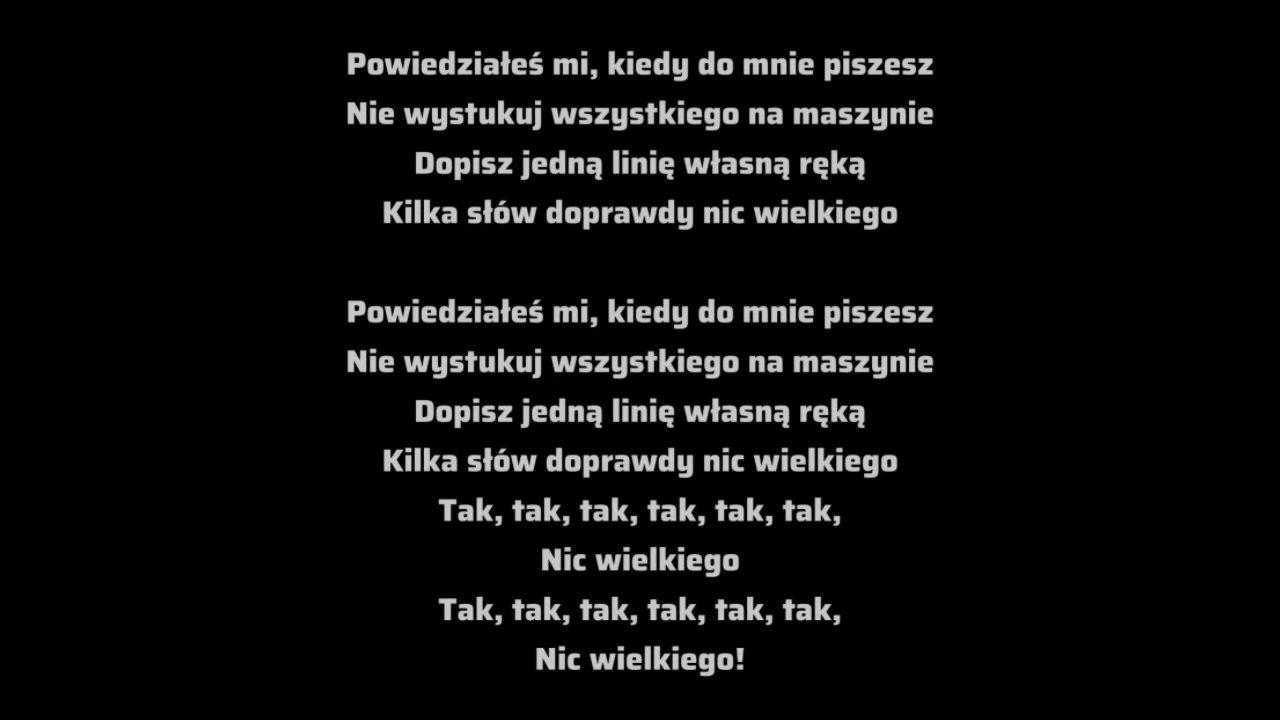 Powiedziałeś mi, kiedy do mnie piszesz
Nie wystukuj wszystkiego na maszynie
Dopisz jedną linię własną ręką
Kilka słów doprawdy nic wielkiego
Powiedziałeś mi, kiedy do mnie piszesz
Nie wystukuj wszystkiego na maszynie
Dopisz jedną linię własną ręką
Kilka słów doprawdy nic wielkiego
Tak, tak, tak, tak, tak, tak,
Nic wielkiego
Tak, tak, tak, tak, tak, tak,
Nic wielkiego!